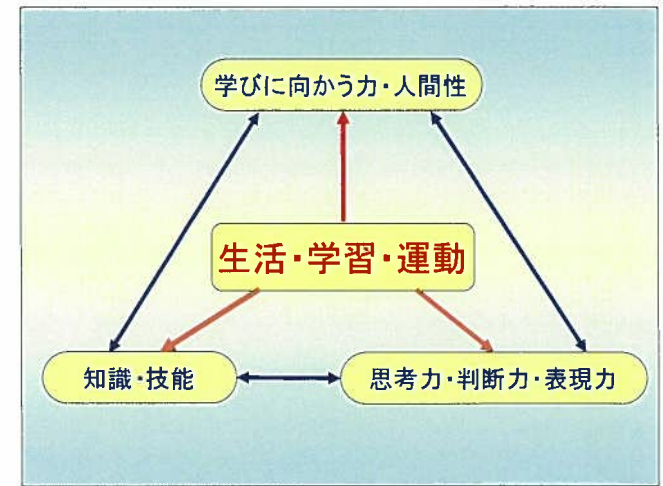 学びに向かう力・人間性
生活・学習・運動
知識・技能
思考力・判断力・表現力